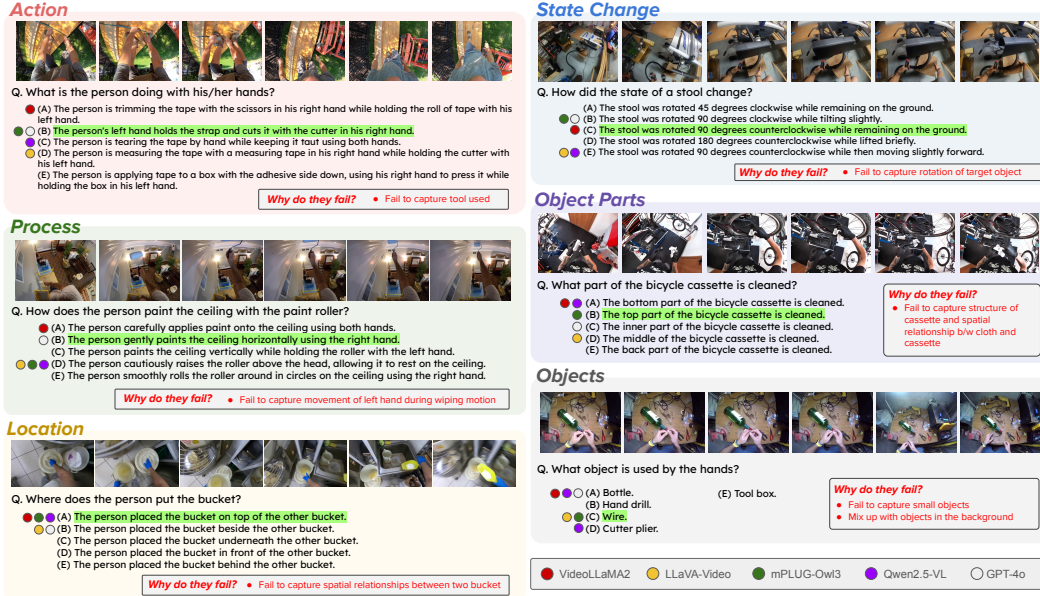 Action
Q. What is the person doing with his/her hands?
(A) The person is trimming the tape with the scissors in his right hand while holding the roll of tape with his
left hand.
(B) The person's left hand holds the strap and cuts it with the cutter in his right hand.
(C) The person is tearing the tape by hand while keeping it taut using both hands.
(D) The person is measuring the tape with a measuring tape in his right hand while holding the cutter with
his left hand.
(E) The person is applying tape to a box with the adhesive side down, using his right hand to press it while
holding the box in his left hand.
Why do they fail? ● Fail to capture tool used
Process
Q. How does the person paint the ceiling with the paint roller?
(A) The person carefully applies paint onto the ceiling using both hands.
(B) The person gently paints the ceiling horizontally using the right hand.
(C) The person paints the ceiling vertically while holding the roller with the left hand.
(D) The person cautiously raises the roller above the head, allowing it to rest on the ceiling.
(E) The person smoothly rolls the roller around in circles on the ceiling using the right hand.
Why do they fail? ● Fail to capture movement of left hand during wiping motion
Location
Q. Where does the person put the bucket?
(A) The person placed the bucket on top of the other bucket.
(B) The person placed the bucket beside the other bucket.
(C) The person placed the bucket underneath the other bucket.
(D) The person placed the bucket in front of the other bucket.
(E) The person placed the bucket behind the other bucket.
Why do they fail? ● Fail to capture spatial relationships between two bucket
State Change
Q. How did the state of a stool change?
(A) The stool was rotated 45 degrees clockwise while remaining on the ground.
(B) The stool was rotated 90 degrees clockwise while tilting slightly.
(C) The stool was rotated 90 degrees counterclockwise while remaining on the ground.
(D) The stool was rotated 180 degrees counterclockwise while lifted briefly.
(E) The stool was rotated 90 degrees counterclockwise while then moving slightly forward.
Why do they fail? ● Fail to capture rotation of target object
Object Parts
Q. What part of the bicycle cassette is cleaned?
(A) The bottom part of the bicycle cassette is cleaned.
(B) The top part of the bicycle cassette is cleaned.
(C) The inner part of the bicycle cassette is cleaned.
(D) The middle of the bicycle cassette is cleaned.
(E) The back part of the bicycle cassette is cleaned.
Why do they fail?
● Fail to capture structure of
cassette and spatial
relationship b/w cloth and
cassette
Objects
Q. What object is used by the hands?
(A) Bottle.
(B) Hand drill.
(C) Wire.
(D) Cutter plier.
(E) Tool box.
Why do they fail?
● Fail to capture small objects
● Mix up with objects in the background
VideoLLaMA2 LLaVA-Video mPLUG-Owl3 Qwen2.5-VL GPT-4o